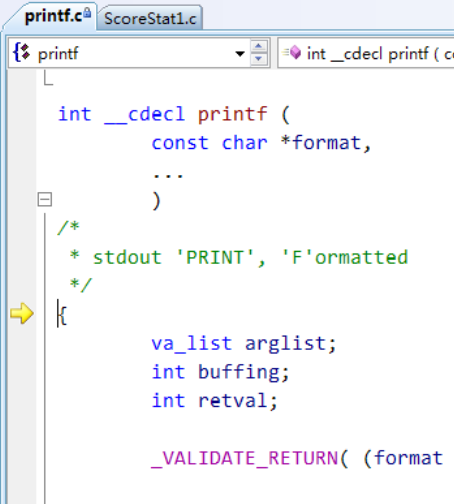 printf.c ScoreStat1.c
printf int __cdecl printf (
int __cdecl printf (
const char *format,
...
)
/*
* stdout 'PRINT', 'F'ormatted
*/
{
va_list arglist;
int buffing;
int retval;
_VALIDATE_RETURN( (format